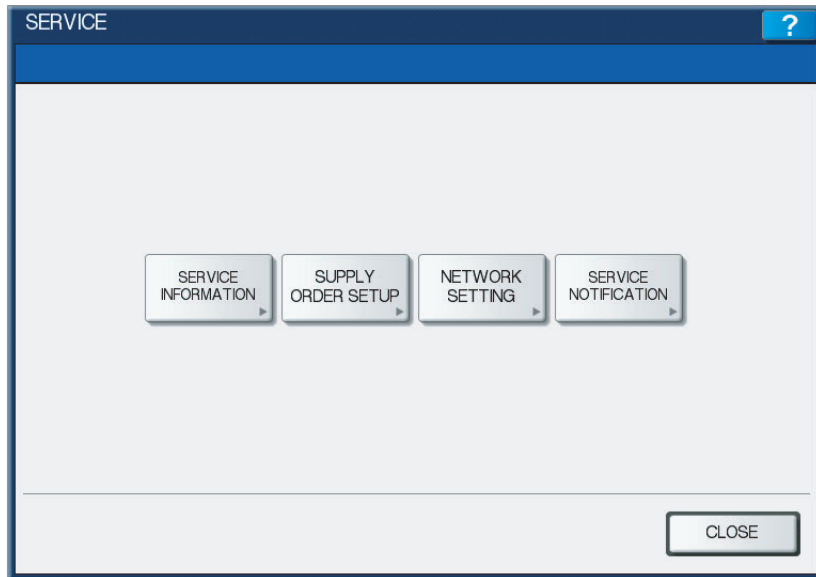 SERVICE
?
SERVICE
INFORMATION
SUPPLY
ORDER SETUP
NETWORK
SETTING
SERVICE
NOTIFICATION
CLOSE